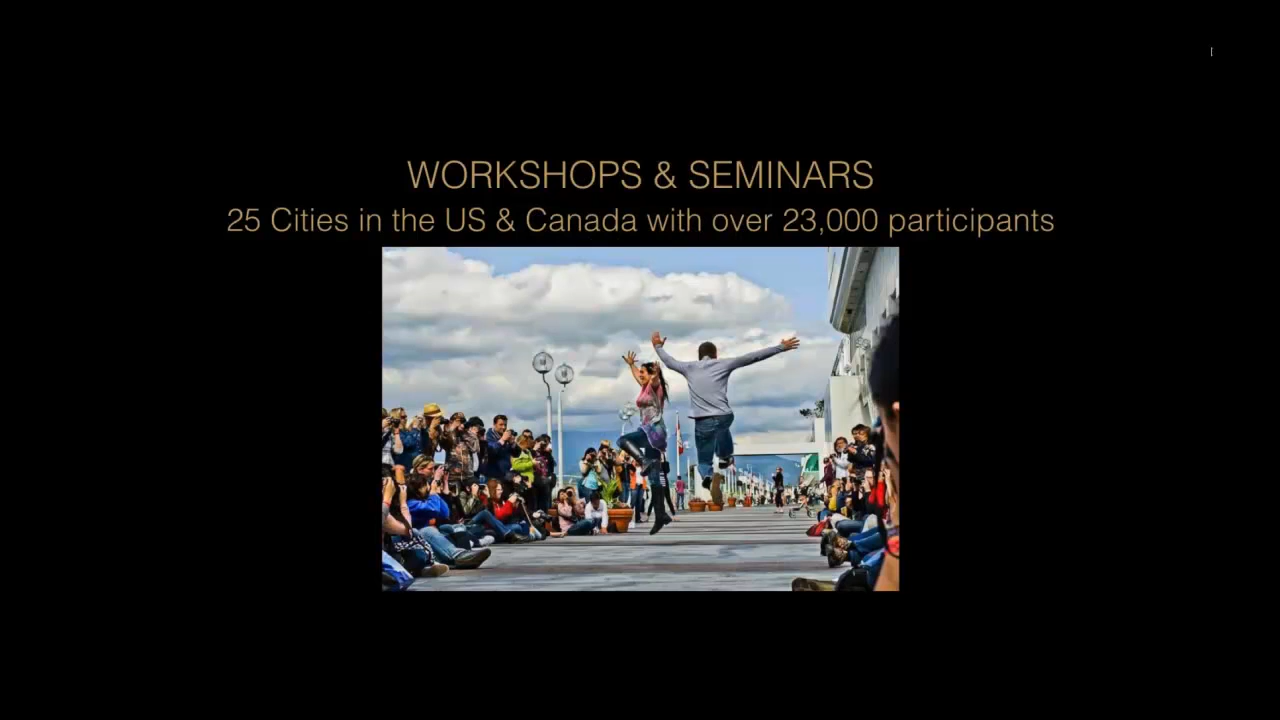 WORKSHOPS & SEMINARS
25 Cities in the US & Canada with over 23,000 participants